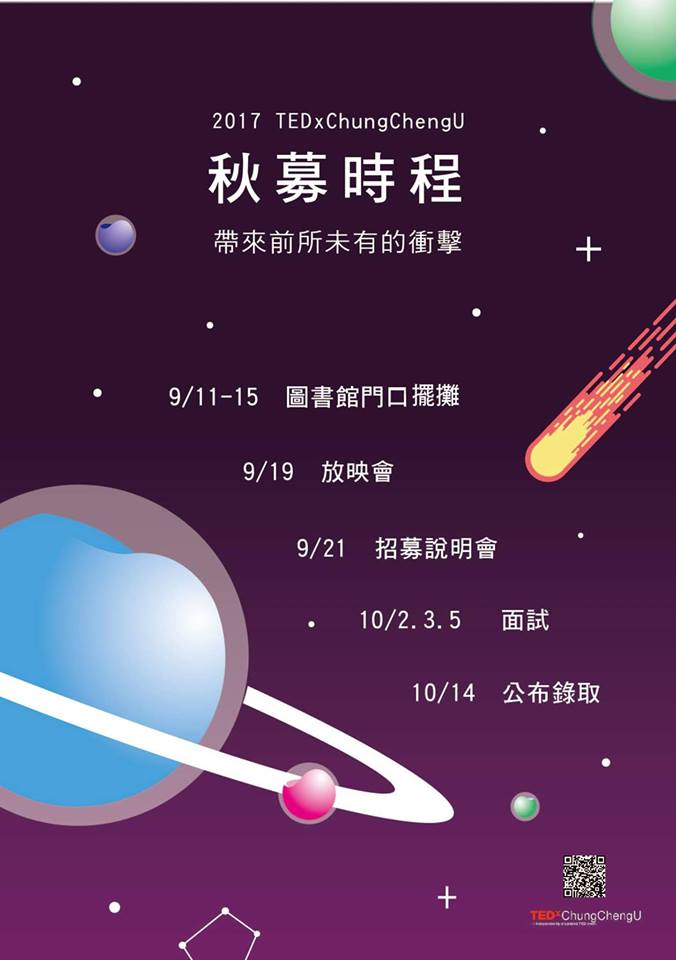 2017 TEDxChungChengU
秋募時程
帶來前所未有的衝擊
9/11-15 圖書館門口擺攤
9/19 放映會
9/21 招募說明會
10/2.3.5 面試
10/14 公布錄取
TEDxChungChengU